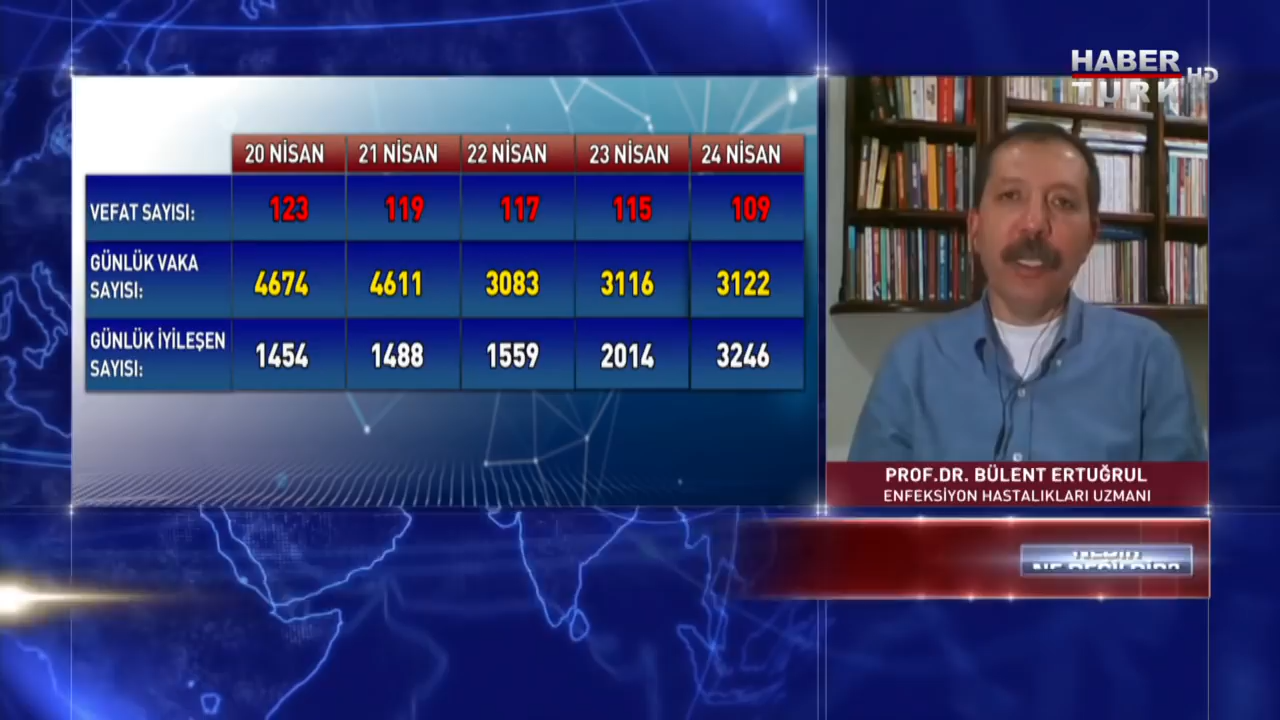 HABER
TÜRK HD
20 NİSAN 21 NİSAN 22 NİSAN 23 NİSAN 24 NİSAN
VEFAT SAYISI: 123 119 117 115 109
GÜNLÜK VAKA
SAYISI: 4674 4611 3083 3116 3122
GÜNLÜK İYİLEŞEN
SAYISI: 1454 1488 1559 2014 3246
PROF.DR. BÜLENT ERTUĞRUL
ENFEKSİYON HASTALIKLARI UZMANI